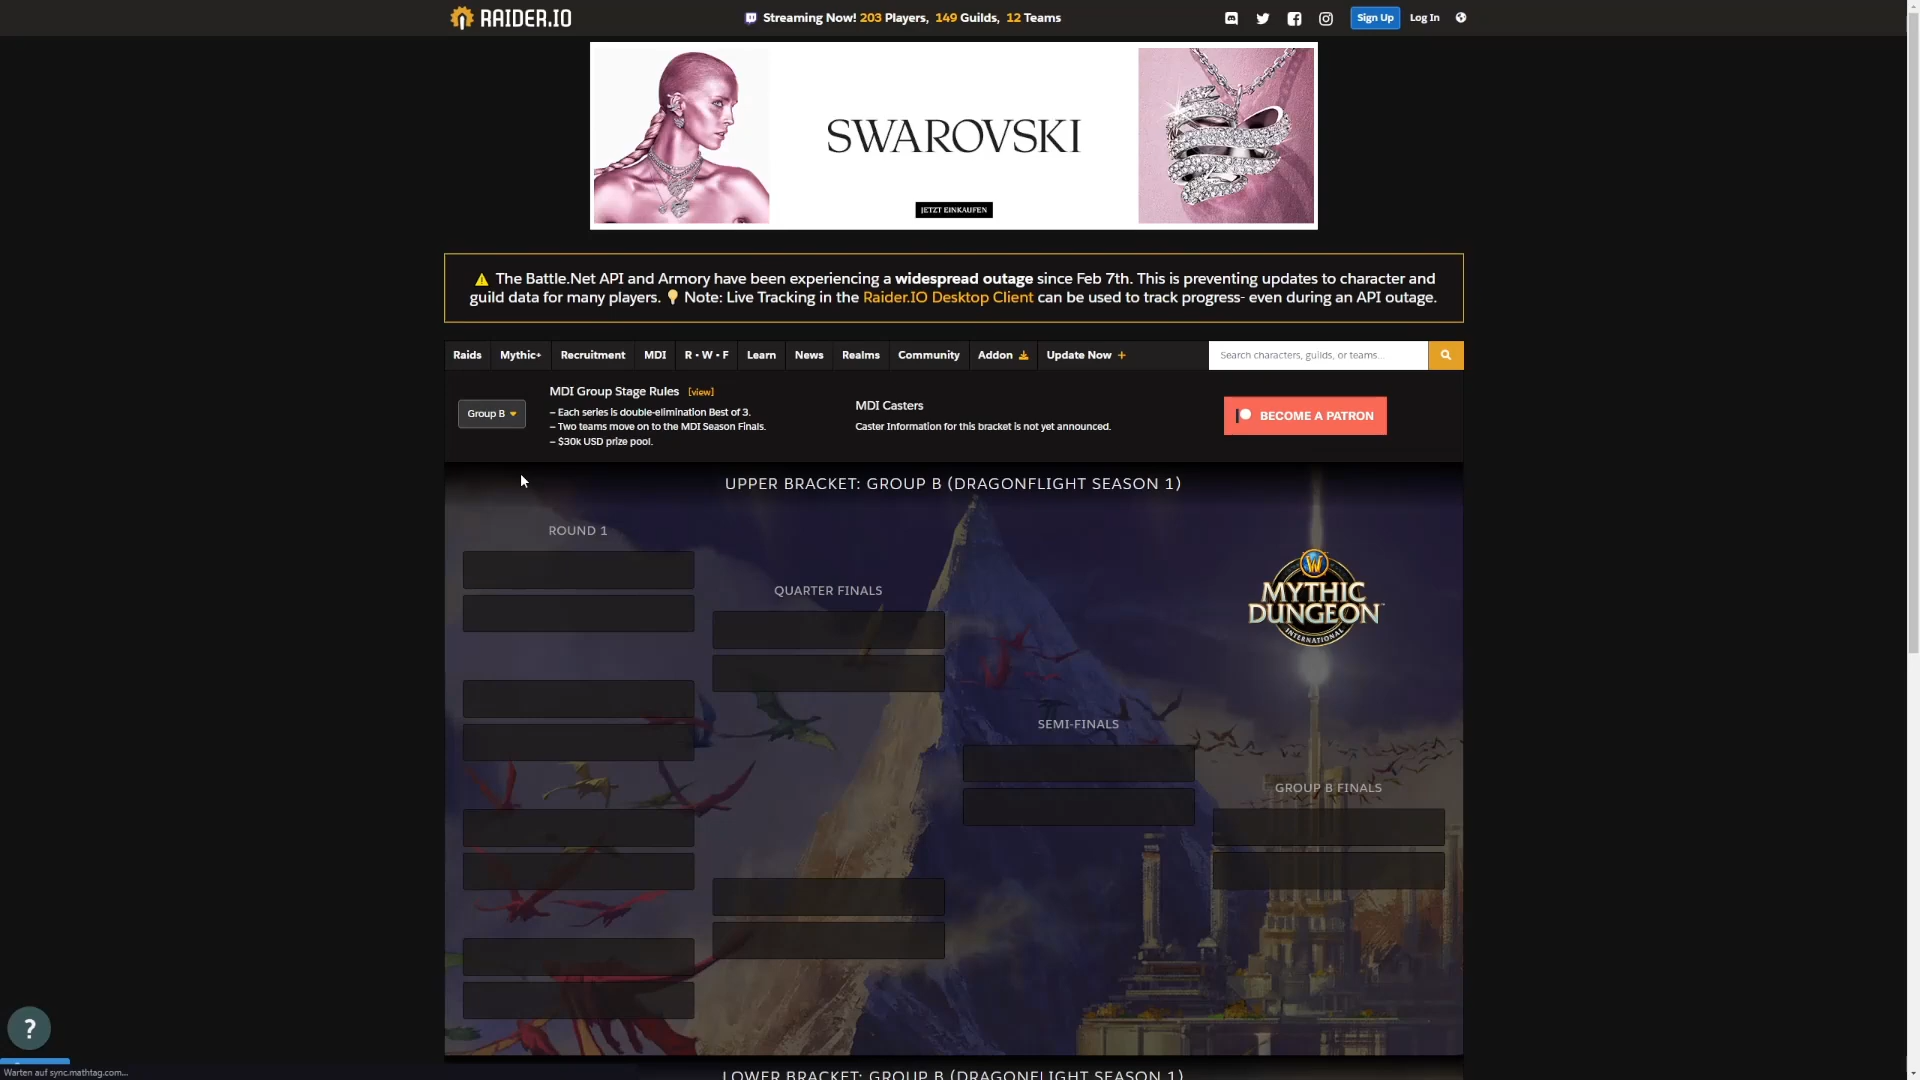 RAIDER.IO
Streaming Now! 203 Players, 149 Guilds, 12 Teams
Sign Up
Log In
SWAROVSKI
JETZT EINKAUFEN
The Battle.Net API and Armory have been experiencing a widespread outage since Feb 7th. This is preventing updates to character and
guild data for many players. Note: Live Tracking in the Raider.IO Desktop Client can be used to track progress- even during an API outage.
Raids Mythic+ Recruitment MDI R • W • F Learn News Realms Community Addon Update Now +
Search characters, guilds, or teams...
Group B
MDI Group Stage Rules [view]
– Each series is double-elimination Best of 3.
– Two teams move on to the MDI Season Finals.
– $30k USD prize pool.
MDI Casters
Caster Information for this bracket is not yet announced.
BECOME A PATRON
UPPER BRACKET: GROUP B (DRAGONFLIGHT SEASON 1)
ROUND 1
QUARTER FINALS
SEMI-FINALS
GROUP B FINALS
W
MYTHIC
DUNGEON
INTERNATIONAL
?
Warten auf sync.mathtag.com...
LOWER BRACKET: GROUP B (DRAGONFLIGHT SEASON 1)